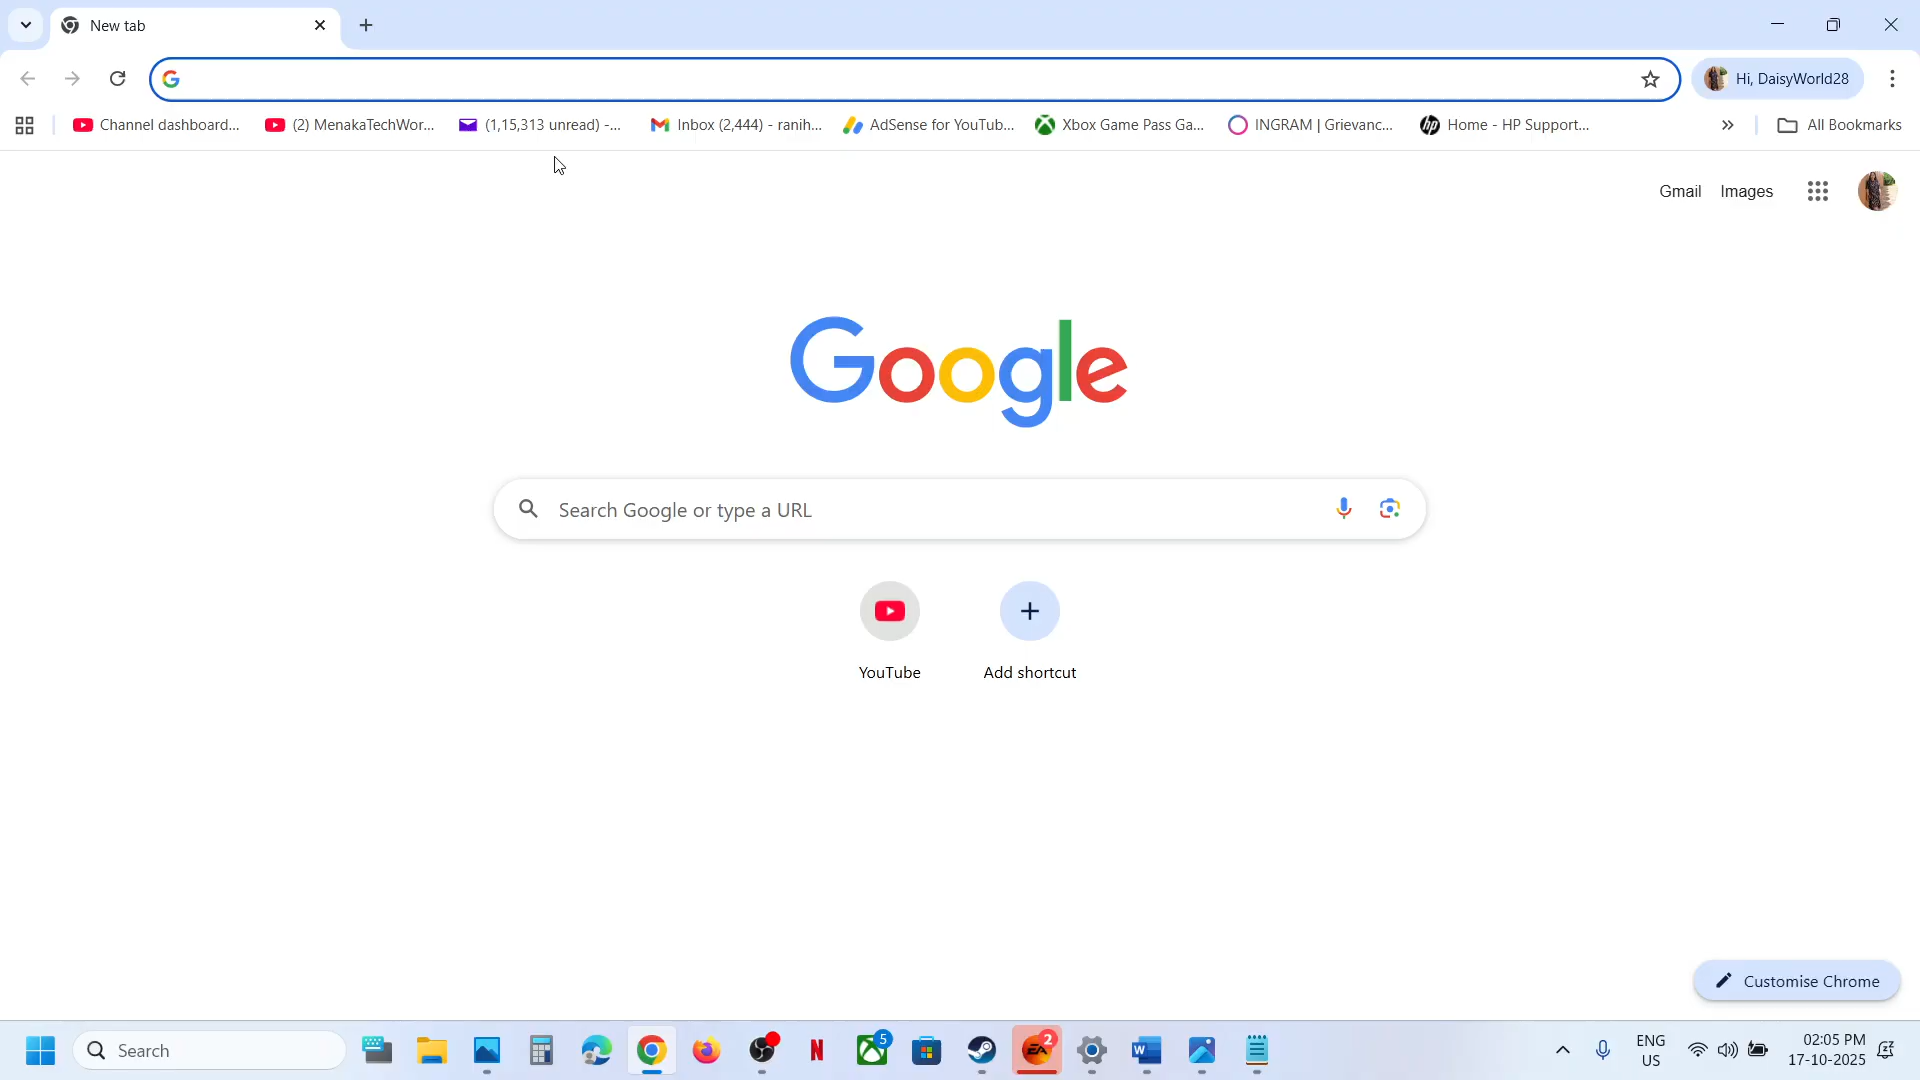 New tab
Hi, DaisyWorld28
Channel dashboard...
(2) MenakaTechWor...
(1,15,313 unread) -...
Inbox (2,444) - ranih...
AdSense for YouTub...
Xbox Game Pass Ga...
INGRAM | Grievanc...
Home - HP Support...
All Bookmarks
Gmail
Images
Google
Search Google or type a URL
YouTube
Add shortcut
Customise Chrome
Search
N
5
EA
2
W
ENG
US
02:05 PM
17-10-2025